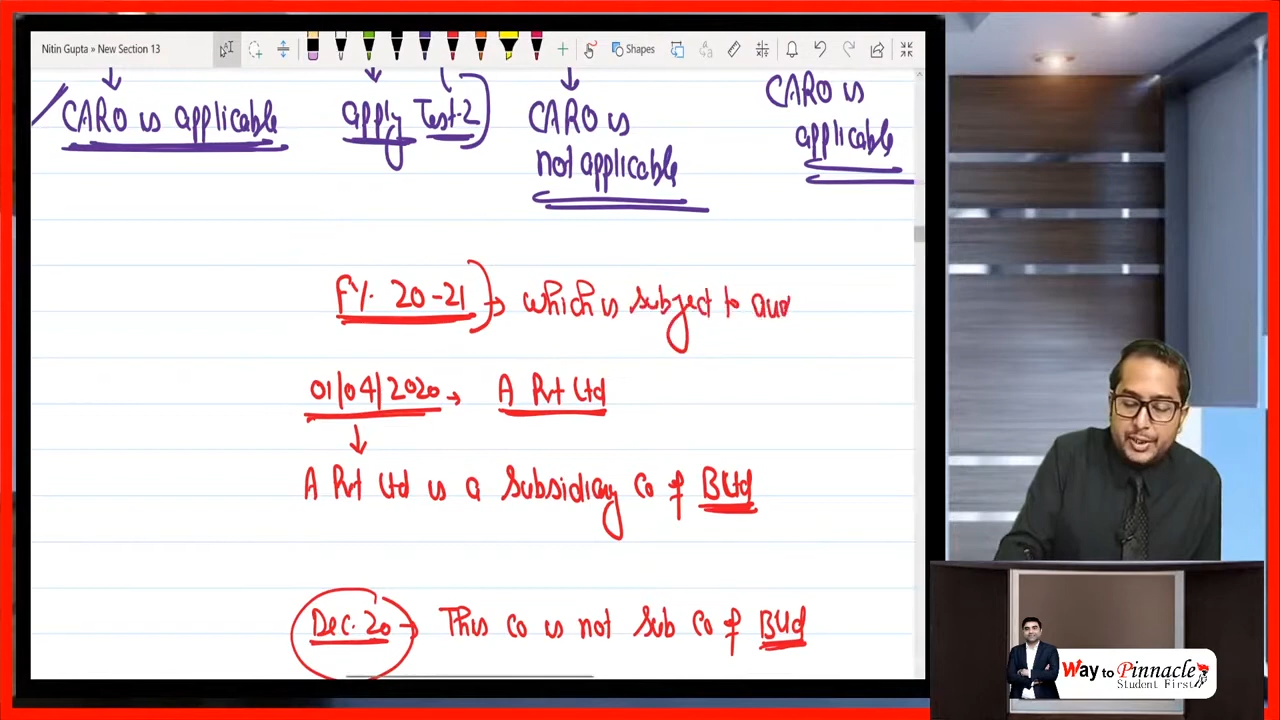 Nitin Gupta » New Section 13
Shapes
CARO is applicable
apply Test-2
CARO is
not applicable
CARO is
applicable
F.Y. 20-21 → which is subject to aud
01/04/2020 → A Pvt Ltd
A Pvt Ltd is a Subsidiary Co of B Ltd
Dec. 20 → This Co is not Sub Co of B Ltd
Way to Pinnacle
Student First